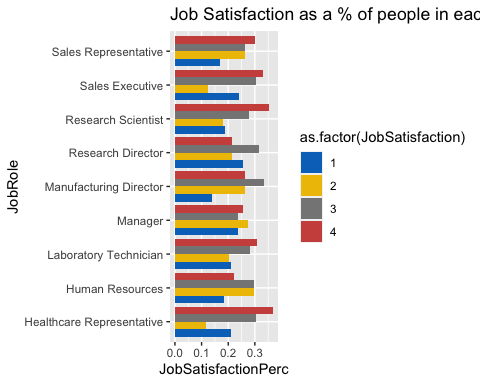 Job Satisfaction as a % of people in eac
Sales Representative
Sales Executive
Research Scientist
Research Director
Manufacturing Director
Manager
Laboratory Technician
Human Resources
Healthcare Representative
JobRole
0.0 0.1 0.2 0.3
JobSatisfactionPerc
as.factor(JobSatisfaction)
1
2
3
4